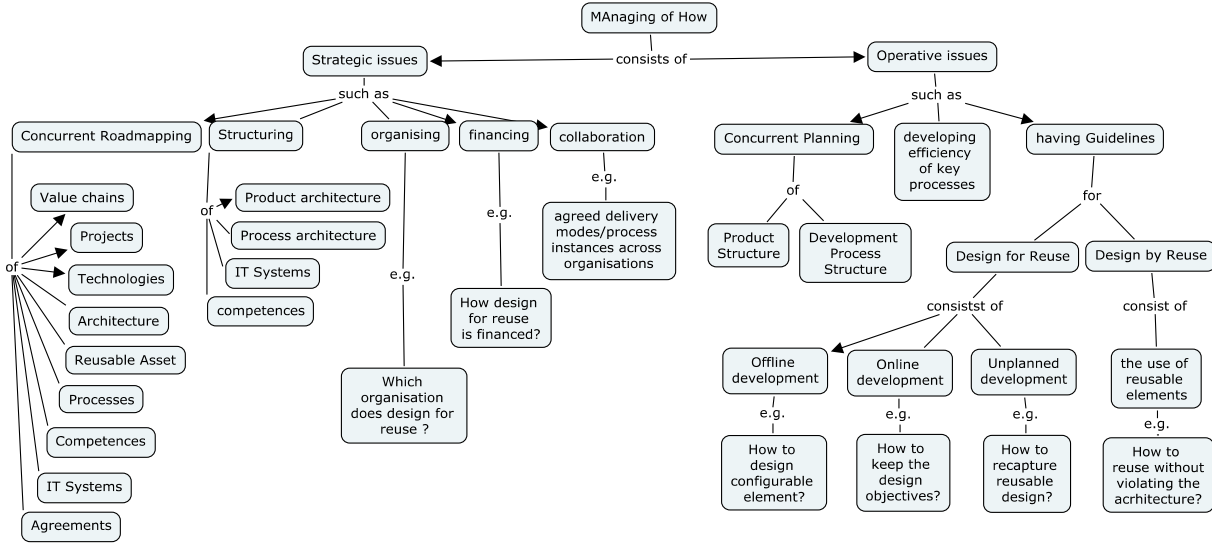 MAnaging of How
consists of
Strategic issues
Operative issues
such as
such as
Concurrent Roadmapping
Structuring
organising
financing
collaboration
Concurrent Planning
developing
efficiency
of key
processes
having Guidelines
e.g.
of
for
Value chains
Product architecture
of
e.g.
agreed delivery
modes/process
instances across
organisations
Projects
Process architecture
Product
Structure
Development
Process
Structure
Design for Reuse
Design by Reuse
of
Technologies
IT Systems
e.g.
competences
How design
for reuse
is financed?
consistst of
consist of
Architecture
Reusable Asset
Offline
development
Online
development
Unplanned
development
the use of
reusable
elements
Processes
Which
organisation
does design for
reuse ?
e.g.
e.g.
e.g.
e.g.
Competences
How to
design
configurable
element?
How to
keep the
design
objectives?
How to
recapture
reusable
design?
How to
reuse without
violating the
acrhitecture?
IT Systems
Agreements